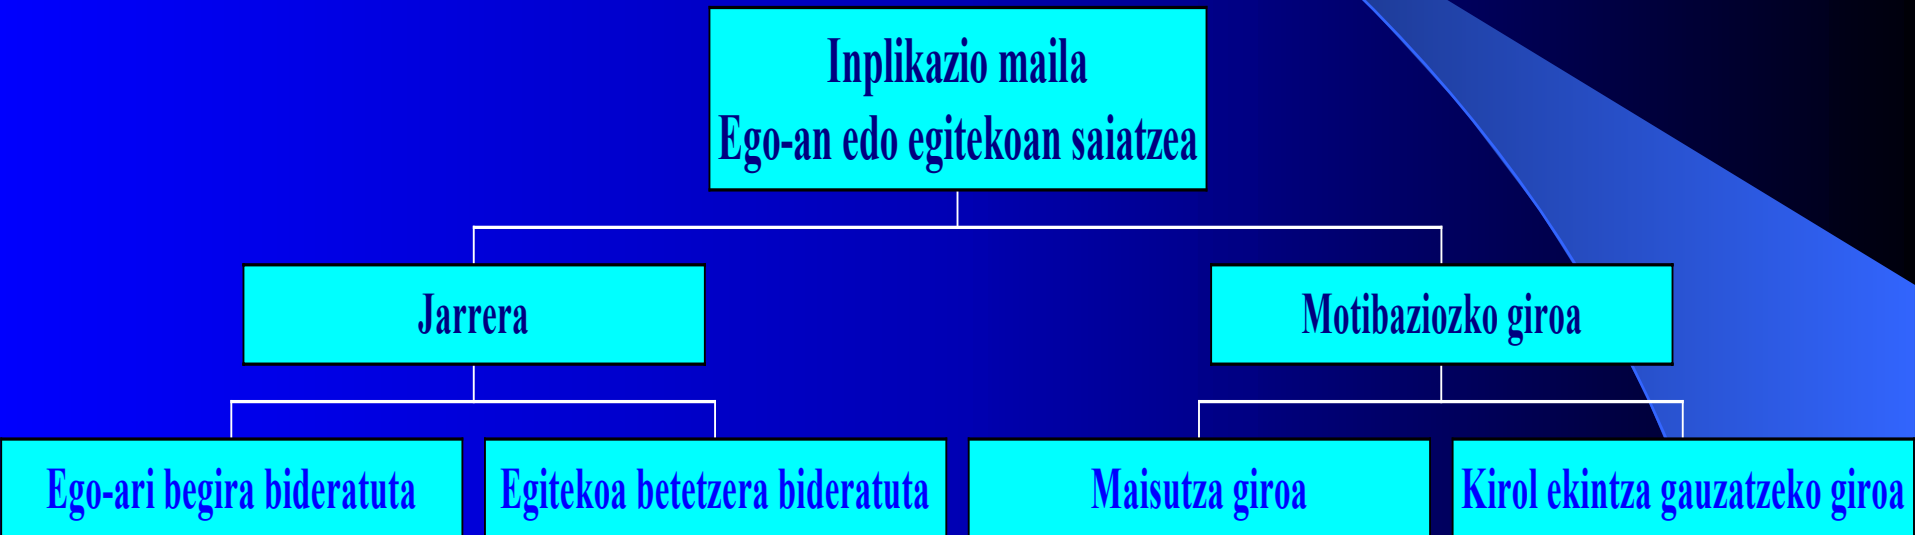 Inplikazio maila
Ego-an edo egitekoan saiatzea
Jarrera
Motibaziozko giroa
Ego-ari begira bideratuta
Egitekoa betetzera bideratuta
Maisutza giroa
Kirol ekintza gauzatzeko giroa